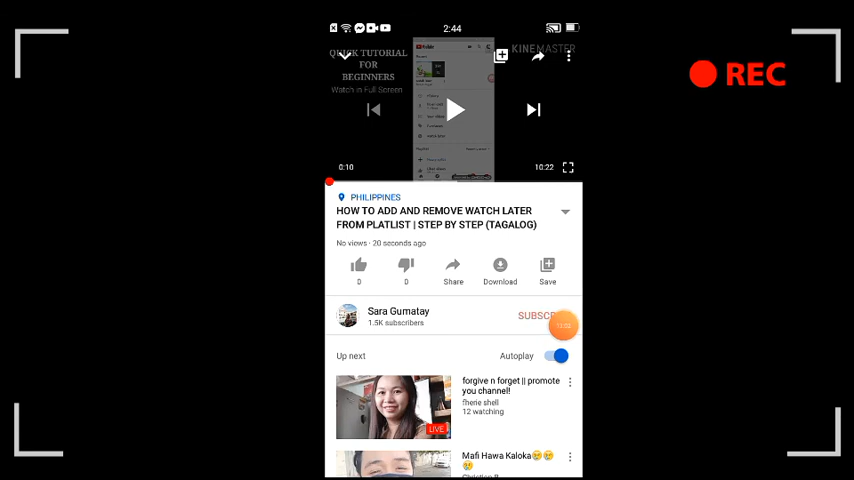 2:44
QUICK TUTORIAL
FOR
BEGINNERS
Watch in Full Screen
KINEMASTER
REC
0:10
10:22
PHILIPPINES
HOW TO ADD AND REMOVE WATCH LATER
FROM PLATLIST | STEP BY STEP (TAGALOG)
No views · 20 seconds ago
0
0
Share
Download
Save
Sara Gumatay
1.5K subscribers
SUBSC
Up next
Autoplay
forgive n forget || promote
you channel!
fherie shell
12 watching
LIVE
Mafi Hawa Kaloka😢😢
😢